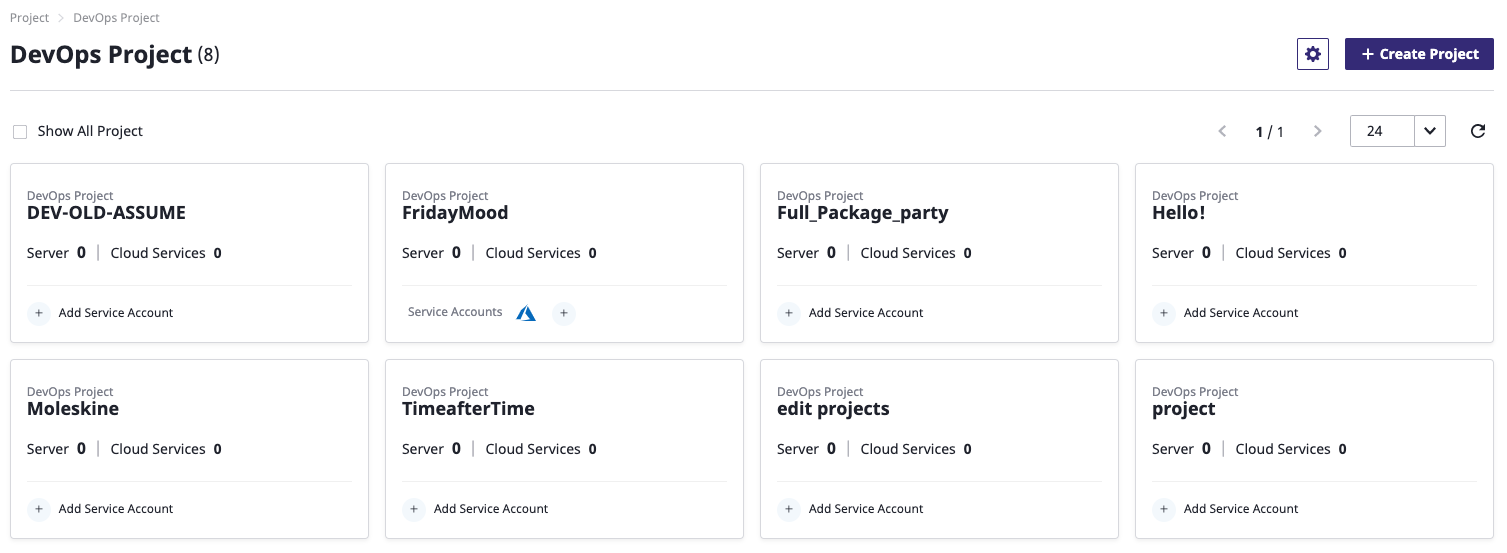 Project > DevOps Project
DevOps Project (8)
+ Create Project
Show All Project
1 / 1
24
DevOps Project
DEV-OLD-ASSUME
Server 0 | Cloud Services 0
+ Add Service Account
DevOps Project
FridayMood
Server 0 | Cloud Services 0
Service Accounts +
DevOps Project
Full_Package_party
Server 0 | Cloud Services 0
+ Add Service Account
DevOps Project
Hello!
Server 0 | Cloud Services 0
+ Add Service Account
DevOps Project
Moleskine
Server 0 | Cloud Services 0
+ Add Service Account
DevOps Project
TimeafterTime
Server 0 | Cloud Services 0
+ Add Service Account
DevOps Project
edit projects
Server 0 | Cloud Services 0
+ Add Service Account
DevOps Project
project
Server 0 | Cloud Services 0
+ Add Service Account